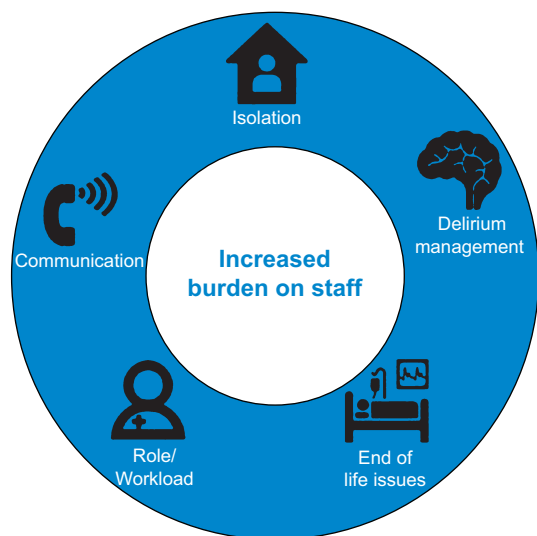 Isolation
Delirium
management
End of
life issues
Role/
Workload
Communication
Increased
burden on staff